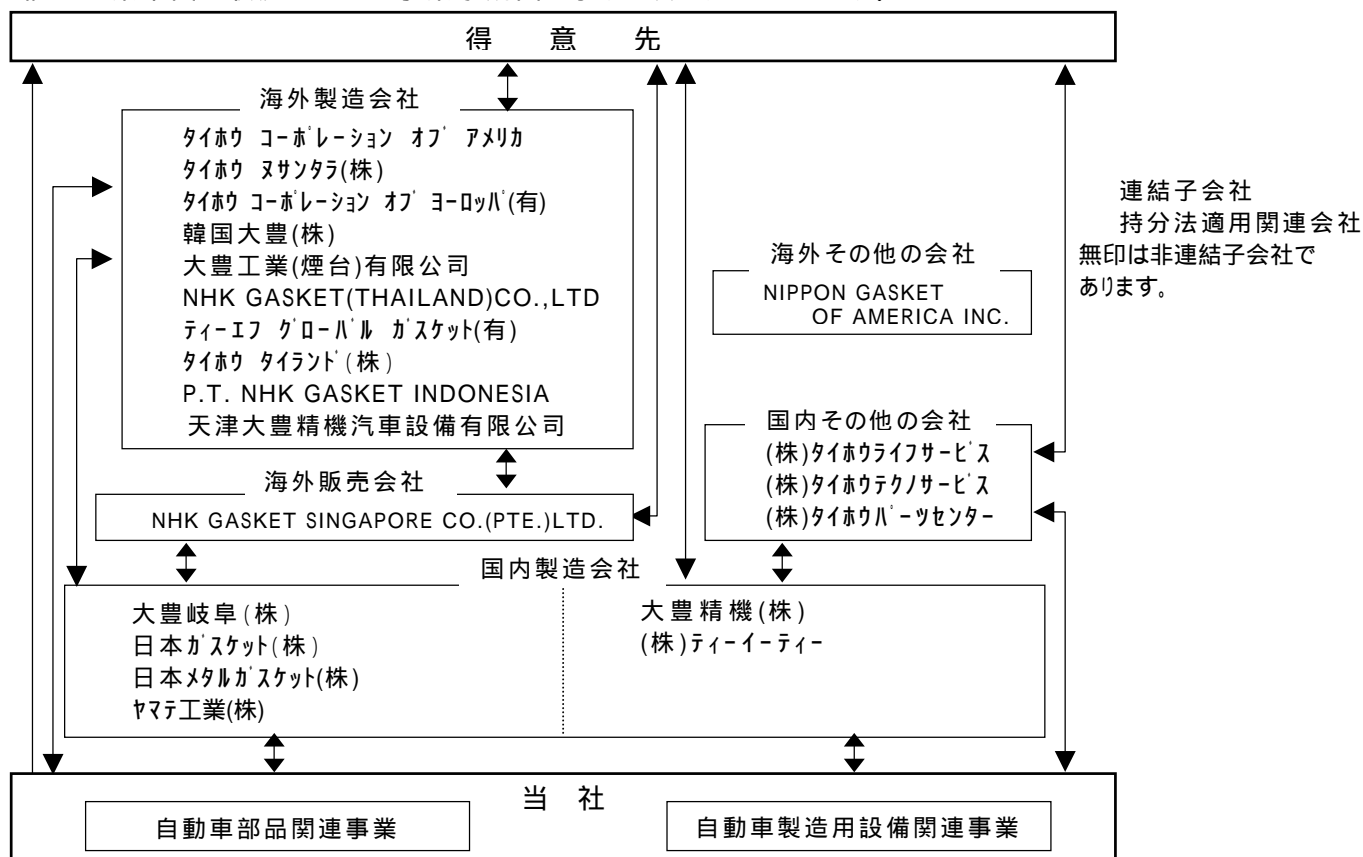 得 意 先
海外製造会社
ﾀｲﾎｳ ｺｰﾎﾟﾚｰｼｮﾝ ｵﾌﾞ ｱﾒﾘｶ
ﾀｲﾎｳ ﾇｻﾝﾀﾗ(株)
ﾀｲﾎｳ ｺｰﾎﾟﾚｰｼｮﾝ ｵﾌﾞ ﾖｰﾛｯﾊﾟ(有)
韓国大豊(株)
大豊工業(煙台)有限公司
NHK GASKET(THAILAND)CO.,LTD
ﾃｨｰｴﾌ ｸﾞﾛｰﾊﾞﾙ ｶﾞｽｹｯﾄ(有)
ﾀｲﾎｳ ﾀｲﾗﾝﾄﾞ(株)
P.T. NHK GASKET INDONESIA
天津大豊精機汽車設備有限公司
連結子会社
持分法適用関連会社
無印は非連結子会社で
あります。
海外その他の会社
NIPPON GASKET
OF AMERICA INC.
国内その他の会社
(株)ﾀｲﾎｳﾗｲﾌｻｰﾋﾞｽ
(株)ﾀｲﾎｳﾃｸﾉｻｰﾋﾞｽ
(株)ﾀｲﾎｳﾊﾟｰﾂｾﾝﾀｰ
海外販売会社
NHK GASKET SINGAPORE CO.(PTE.)LTD.
国内製造会社
大豊岐阜(株)
日本ｶﾞｽｹｯﾄ(株)
日本ﾒﾀﾙｶﾞｽｹｯﾄ(株)
ﾔﾏﾃ工業(株)
大豊精機(株)
(株)ﾃｨｰｲｰﾃｨｰ
当 社
自動車部品関連事業
自動車製造用設備関連事業